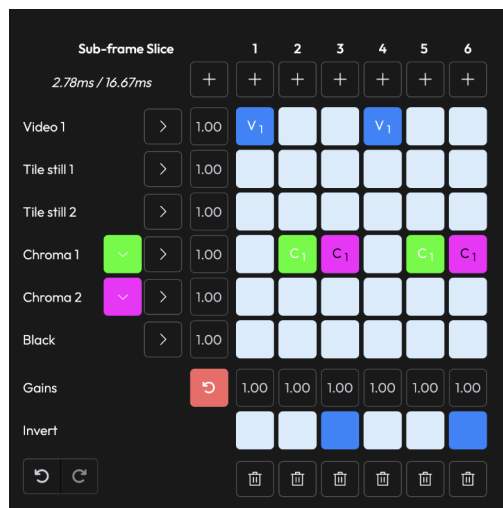 Sub-frame Slice 1 2 3 4 5 6
2.78ms / 16.67ms + + + + + + +
Video 1 > 1.00 V1 V1
Tile still 1 > 1.00
Tile still 2 > 1.00
Chroma 1 > 1.00 C1 C1 C1 C1
Chroma 2 > 1.00
Black > 1.00
Gains 1.00 1.00 1.00 1.00 1.00 1.00
Invert